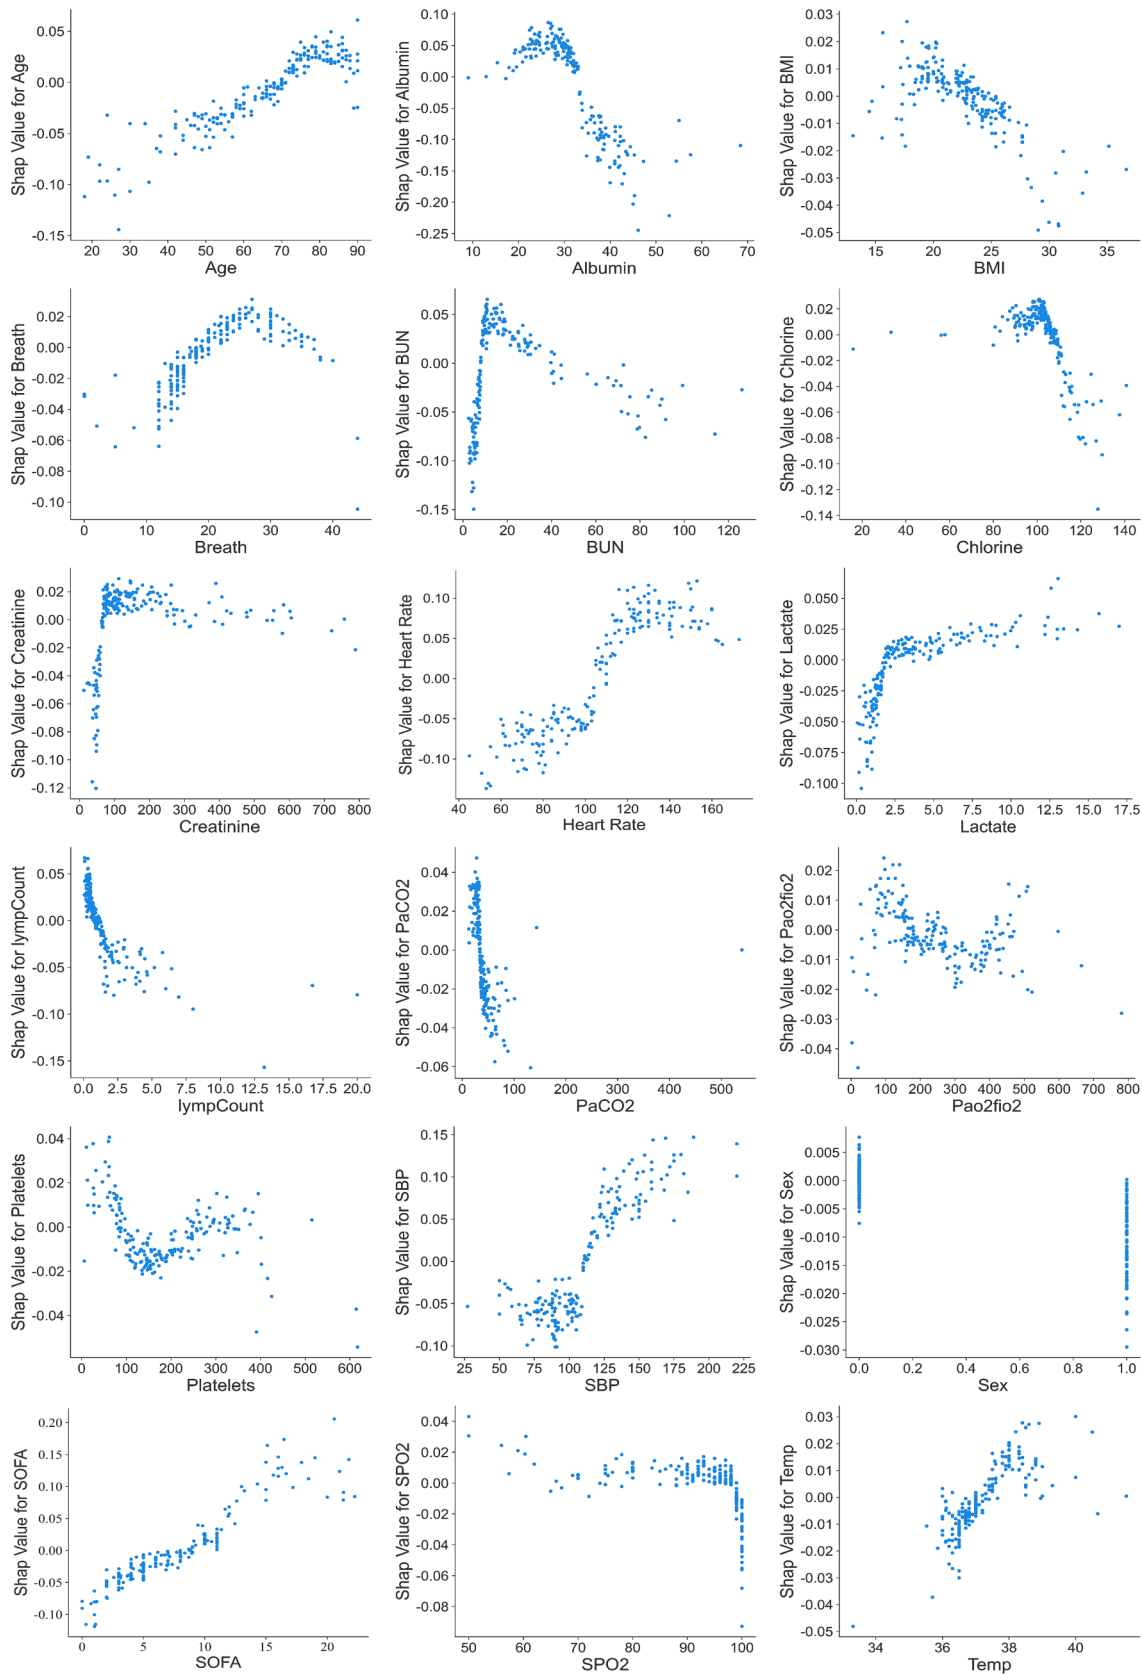 Shap Value for Age
0.05
0.00
-0.05
-0.10
-0.15
20 30 40 50 60 70 80 90
Age
Shap Value for Albumin
0.10
0.05
0.00
-0.05
-0.10
-0.15
-0.20
-0.25
10 20 30 40 50 60 70
Albumin
Shap Value for BMI
0.03
0.02
0.01
0.00
-0.01
-0.02
-0.03
-0.04
-0.05
15 20 25 30 35
BMI
Shap Value for Breath
0.02
0.00
-0.02
-0.04
-0.06
-0.08
-0.10
0 10 20 30 40
Breath
Shap Value for BUN
0.05
0.00
-0.05
-0.10
-0.15
0 20 40 60 80 100 120
BUN
Shap Value for Chlorine
0.02
0.00
-0.02
-0.04
-0.06
-0.08
-0.10
-0.12
-0.14
20 40 60 80 100 120 140
Chlorine
Shap Value for Creatinine
0.02
0.00
-0.02
-0.04
-0.06
-0.08
-0.10
-0.12
0 100 200 300 400 500 600 700 800
Creatinine
Shap Value for Heart Rate
0.10
0.05
0.00
-0.05
-0.10
40 60 80 100 120 140 160
Heart Rate
Shap Value for Lactate
0.050
0.025
0.000
-0.025
-0.050
-0.075
-0.100
0.0 2.5 5.0 7.5 10.0 12.5 15.0 17.5
Lactate
Shap Value for lympCount
0.05
0.00
-0.05
-0.10
-0.15
0.0 2.5 5.0 7.5 10.0 12.5 15.0 17.5 20.0
lympCount
Shap Value for PaCO2
0.04
0.02
0.00
-0.02
-0.04
-0.06
0 100 200 300 400 500
PaCO2
Shap Value for Pao2fio2
0.02
0.01
0.00
-0.01
-0.02
-0.03
-0.04
0 100 200 300 400 500 600 700 800
Pao2fio2
Shap Value for Platelets
0.04
0.02
0.00
-0.02
-0.04
0 100 200 300 400 500 600
Platelets
Shap Value for SBP
0.15
0.10
0.05
0.00
-0.05
-0.10
25 50 75 100 125 150 175 200 225
SBP
Shap Value for Sex
0.005
0.000
-0.005
-0.010
-0.015
-0.020
-0.025
-0.030
0.0 0.2 0.4 0.6 0.8 1.0
Sex
Shap Value for SOFA
0.20
0.15
0.10
0.05
0.00
-0.05
-0.10
0 5 10 15 20
SOFA
Shap Value for SPO2
0.04
0.02
0.00
-0.02
-0.04
-0.06
-0.08
50 60 70 80 90 100
SPO2
Shap Value for Temp
0.03
0.02
0.01
0.00
-0.01
-0.02
-0.03
-0.04
-0.05
34 36 38 40
Temp